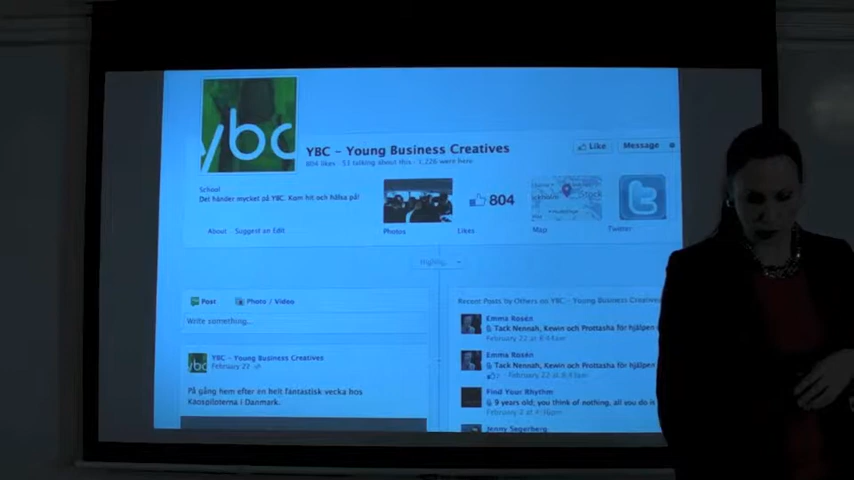 ybc
YBC - Young Business Creatives
804 likes · 51 talking about this · 1,226 were here
Like
Message
School
Det händer mycket på YBC. Kom hit och hälsa på!
About - Suggest an Edit
804
Photos
Likes
Map
Twitter
Highlig...
Post
Photo / Video
Write something...
YBC - Young Business Creatives
February 22
På gång hem efter en helt fantastisk vecka hos
Kaospiloterna i Danmark.
Recent Posts by Others on YBC - Young Business Creatives
Emma Rosén
Tack Nennah, Kewin och Prottasha för hjälpen
February 22 at 8:44am
Emma Rosén
Tack Nennah, Kewin och Prottasha för hjälpen
February 22 at 8:43am
Find Your Rhythm
9 years old; you think of nothing, all you do is
February 4 at 4:36pm
Jenny Segerberg